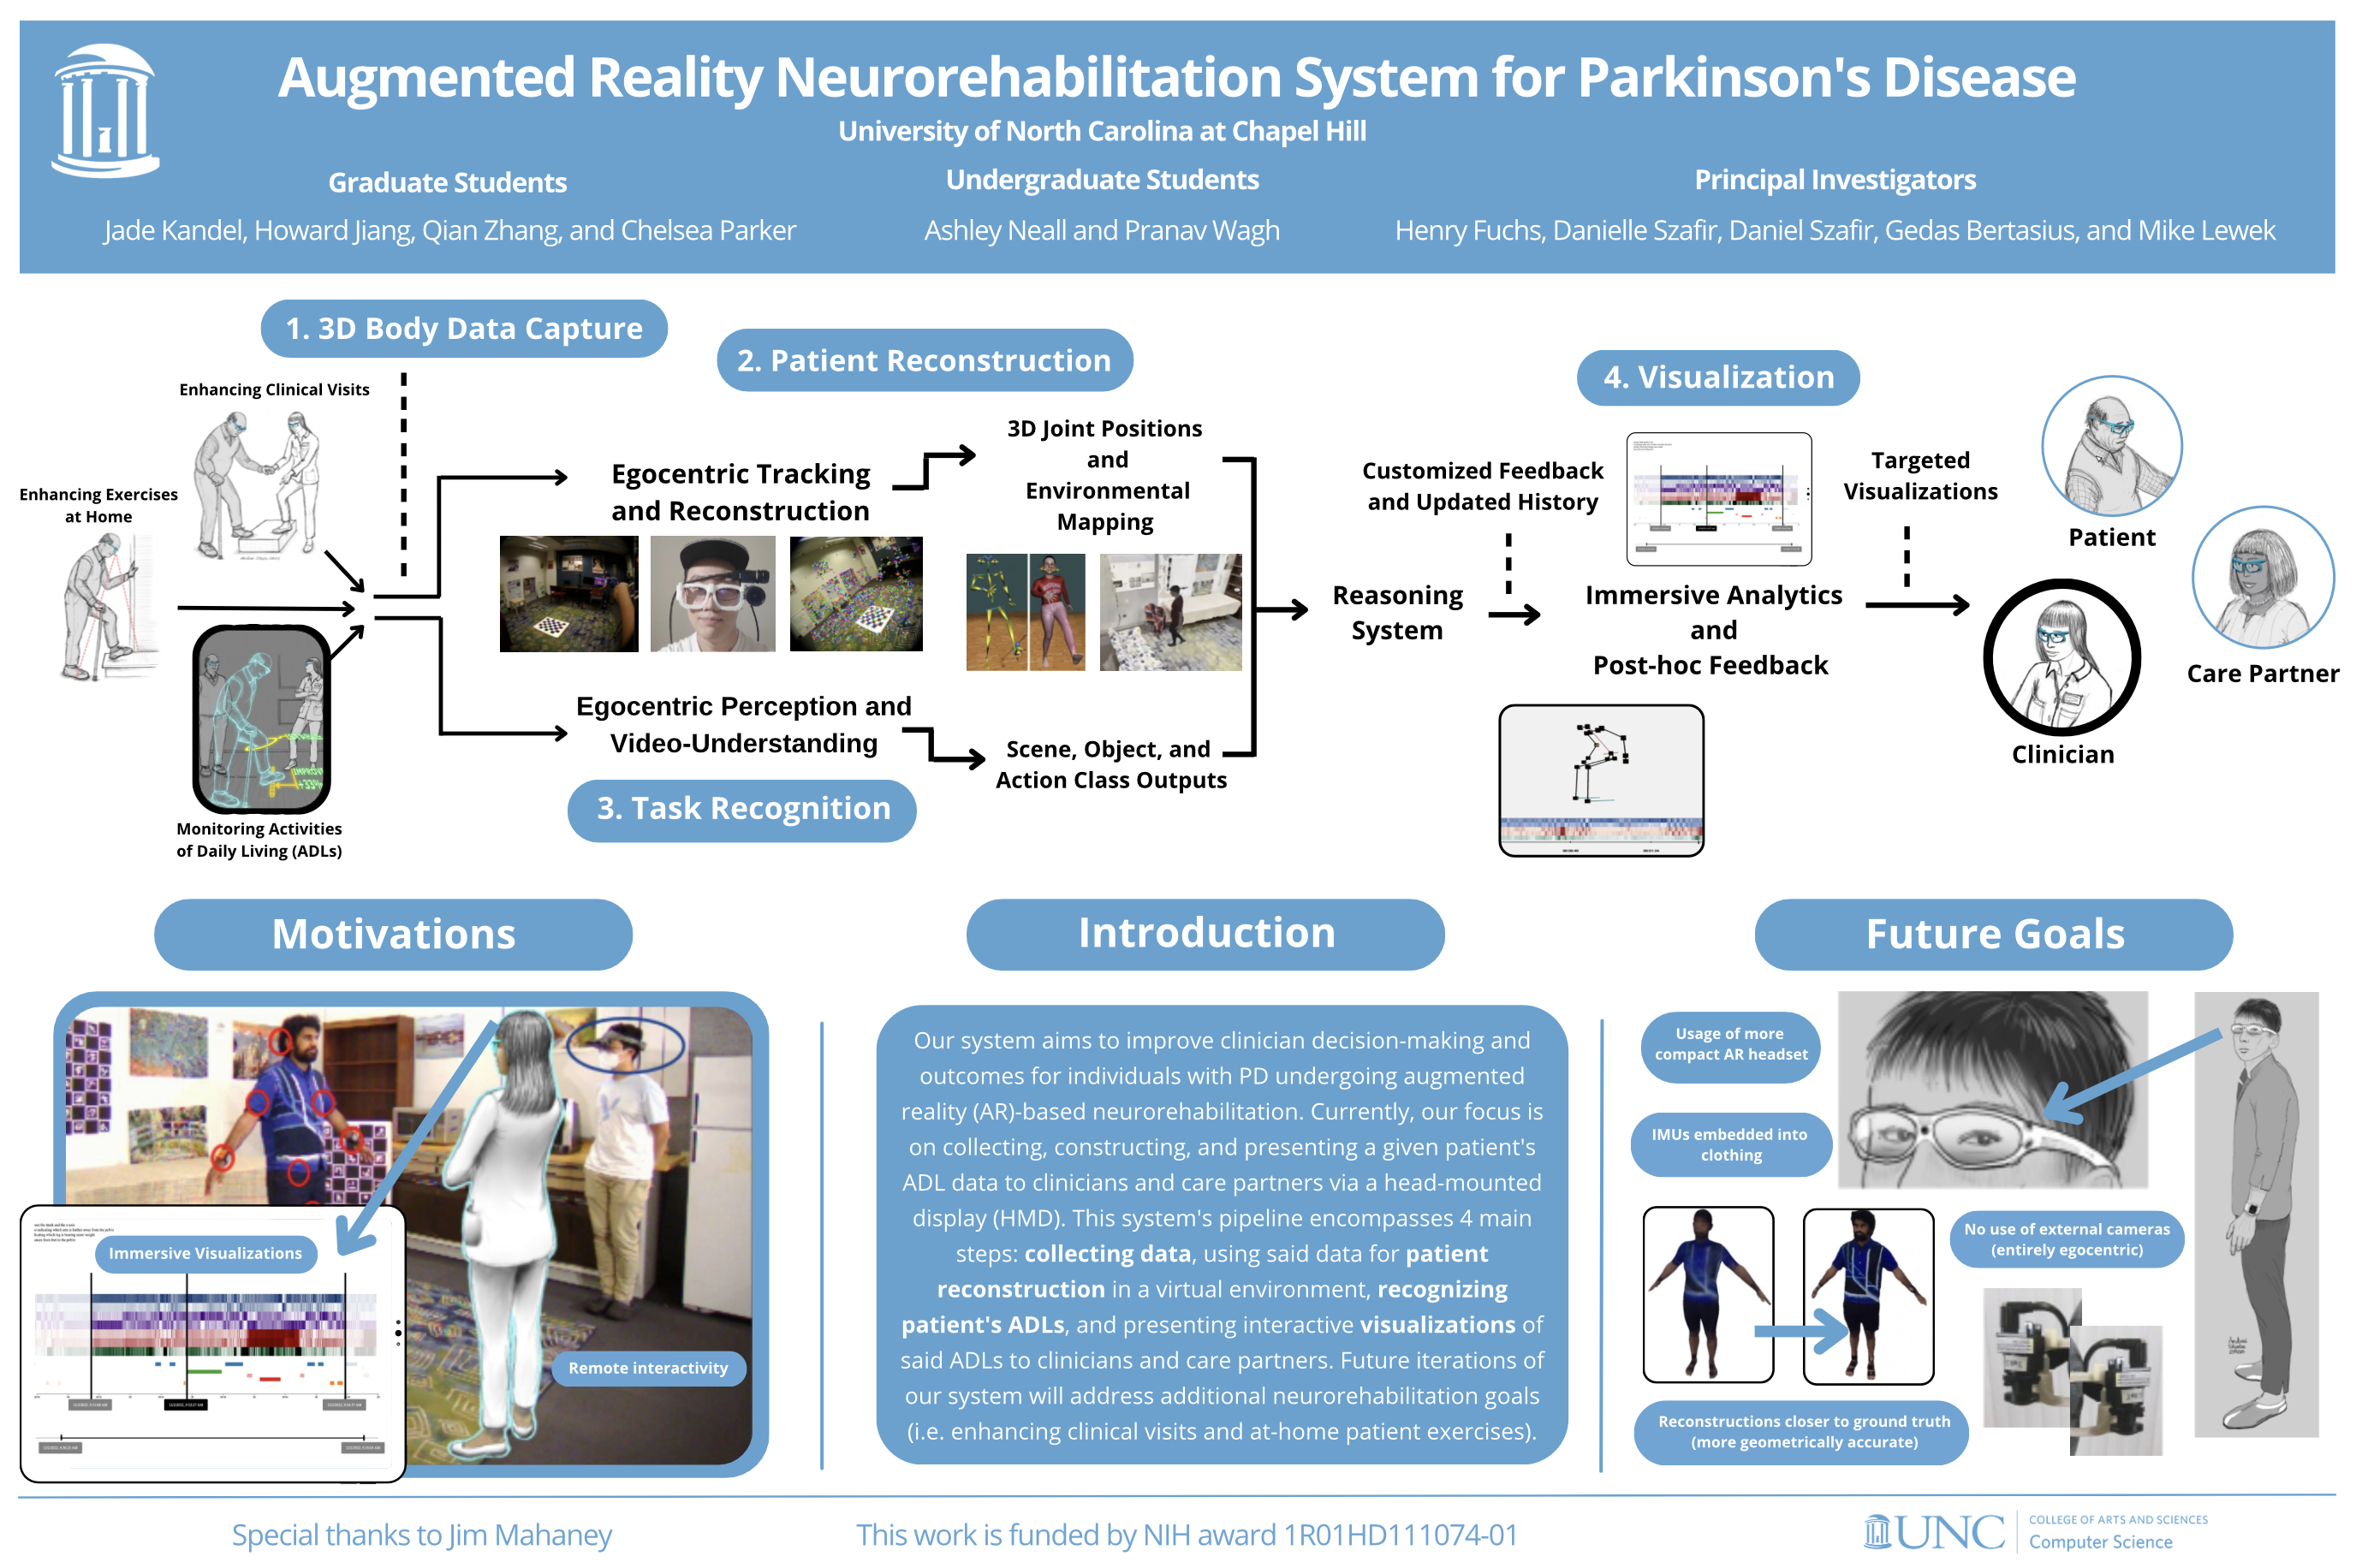 Augmented Reality Neurorehabilitation System for Parkinson's Disease
University of North Carolina at Chapel Hill
Graduate Students
Jade Kandel, Howard Jiang, Qian Zhang, and Chelsea Parker
Undergraduate Students
Ashley Neall and Pranav Wagh
Principal Investigators
Henry Fuchs, Danielle Szafir, Daniel Szafir, Gedas Bertasius, and Mike Lewek
1. 3D Body Data Capture
Enhancing Clinical Visits
Enhancing Exercises
at Home
Monitoring Activities
of Daily Living (ADLs)
2. Patient Reconstruction
Egocentric Tracking
and Reconstruction
3D Joint Positions
and
Environmental
Mapping
Egocentric Perception and
Video-Understanding
3. Task Recognition
Scene, Object, and
Action Class Outputs
Reasoning
System
Customized Feedback
and Updated History
4. Visualization
Immersive Analytics
and
Post-hoc Feedback
Targeted
Visualizations
Patient
Care Partner
Clinician
Motivations
Immersive Visualizations
Remote interactivity
Introduction
Our system aims to improve clinician decision-making and
outcomes for individuals with PD undergoing augmented
reality (AR)-based neurorehabilitation. Currently, our focus is
on collecting, constructing, and presenting a given patient's
ADL data to clinicians and care partners via a head-mounted
display (HMD). This system's pipeline encompasses 4 main
steps: collecting data, using said data for patient
reconstruction in a virtual environment, recognizing
patient's ADLs, and presenting interactive visualizations of
said ADLs to clinicians and care partners. Future iterations of
our system will address additional neurorehabilitation goals
(i.e. enhancing clinical visits and at-home patient exercises).
Future Goals
Usage of more
compact AR headset
IMUs embedded into
clothing
No use of external cameras
(entirely egocentric)
Reconstructions closer to ground truth
(more geometrically accurate)
Special thanks to Jim Mahaney
This work is funded by NIH award 1R01HD111074-01
UNC
COLLEGE OF ARTS AND SCIENCES
Computer Science